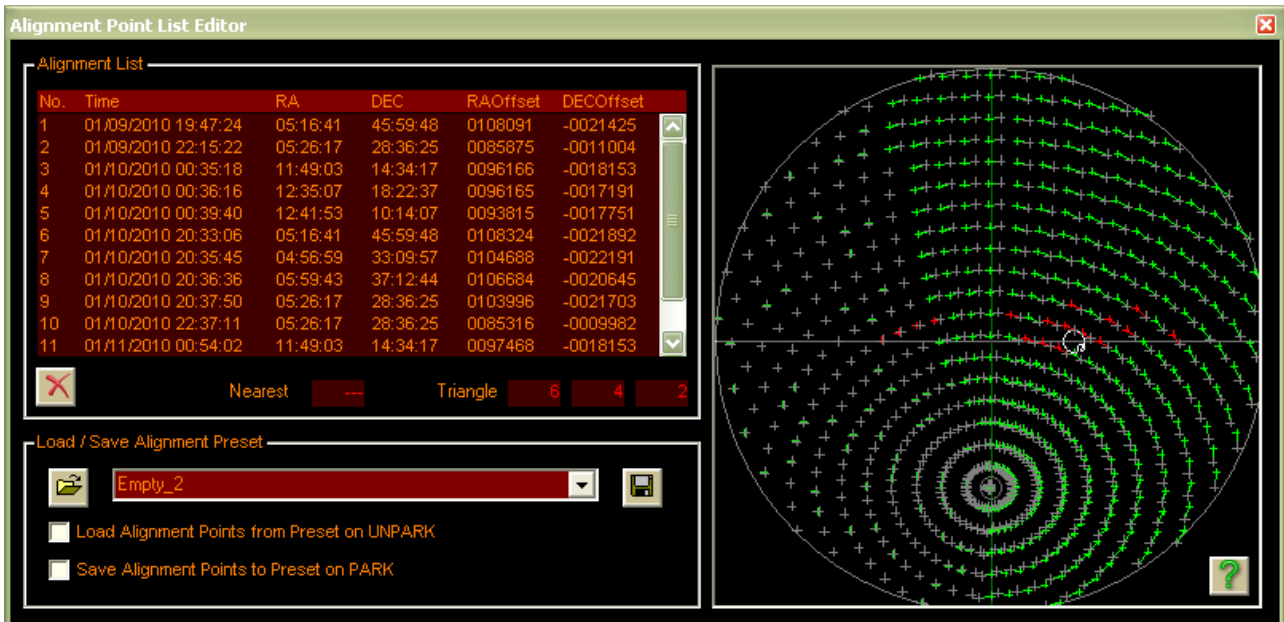 Alignment Point List Editor
Alignment List
No. Time RA DEC RAOffset DECOffset
1 01/09/2010 19:47:24 05:16:41 45:59:48 0108091 -0021425
2 01/09/2010 22:15:22 05:26:17 28:36:25 0085875 -0011004
3 01/10/2010 00:35:18 11:49:03 14:34:17 0096166 -0018153
4 01/10/2010 00:36:16 12:35:07 18:22:37 0096165 -0017191
5 01/10/2010 00:39:40 12:41:53 10:14:07 0093815 -0017751
6 01/10/2010 20:33:06 05:16:41 45:59:48 0108324 -0021892
7 01/10/2010 20:35:45 04:56:59 33:09:57 0104688 -0022191
8 01/10/2010 20:36:36 05:59:43 37:12:44 0106684 -0020645
9 01/10/2010 20:37:50 05:26:17 28:36:25 0103996 -0021703
10 01/10/2010 22:37:11 05:26:17 28:36:25 0085316 -0009982
11 01/11/2010 00:54:02 11:49:03 14:34:17 0097468 -0018153
Nearest --- Triangle 6 4 2
Load / Save Alignment Preset
Empty_2
Load Alignment Points from Preset on UNPARK
Save Alignment Points to Preset on PARK
?